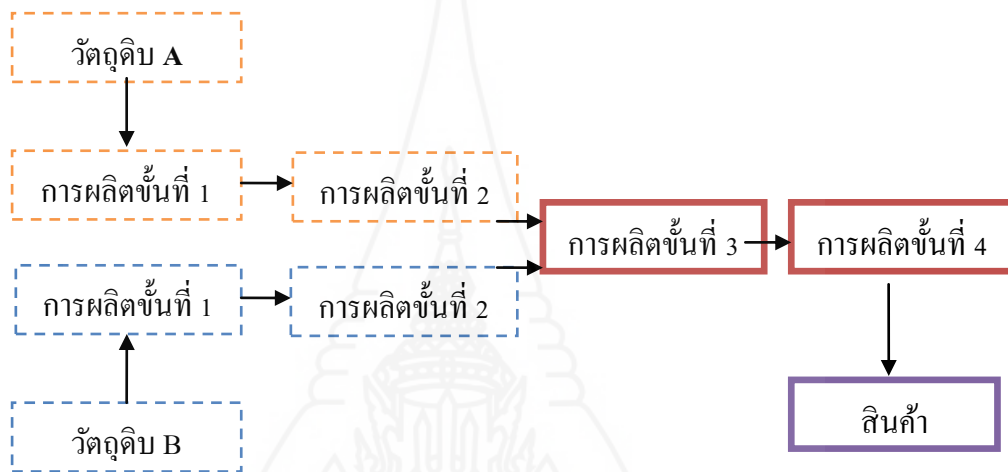 วัตถุดิบ A
การผลิตขั้นที่ 1
การผลิตขั้นที่ 2
การผลิตขั้นที่ 3
การผลิตขั้นที่ 4
การผลิตขั้นที่ 1
การผลิตขั้นที่ 2
วัตถุดิบ B
สินค้า